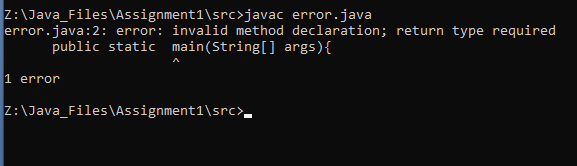 Z:\Java_Files\Assignment1\src>javac error.java
error.java:2: error: invalid method declaration; return type required
      public static  main(String[] args){
                     ^
1 error
Z:\Java_Files\Assignment1\src>